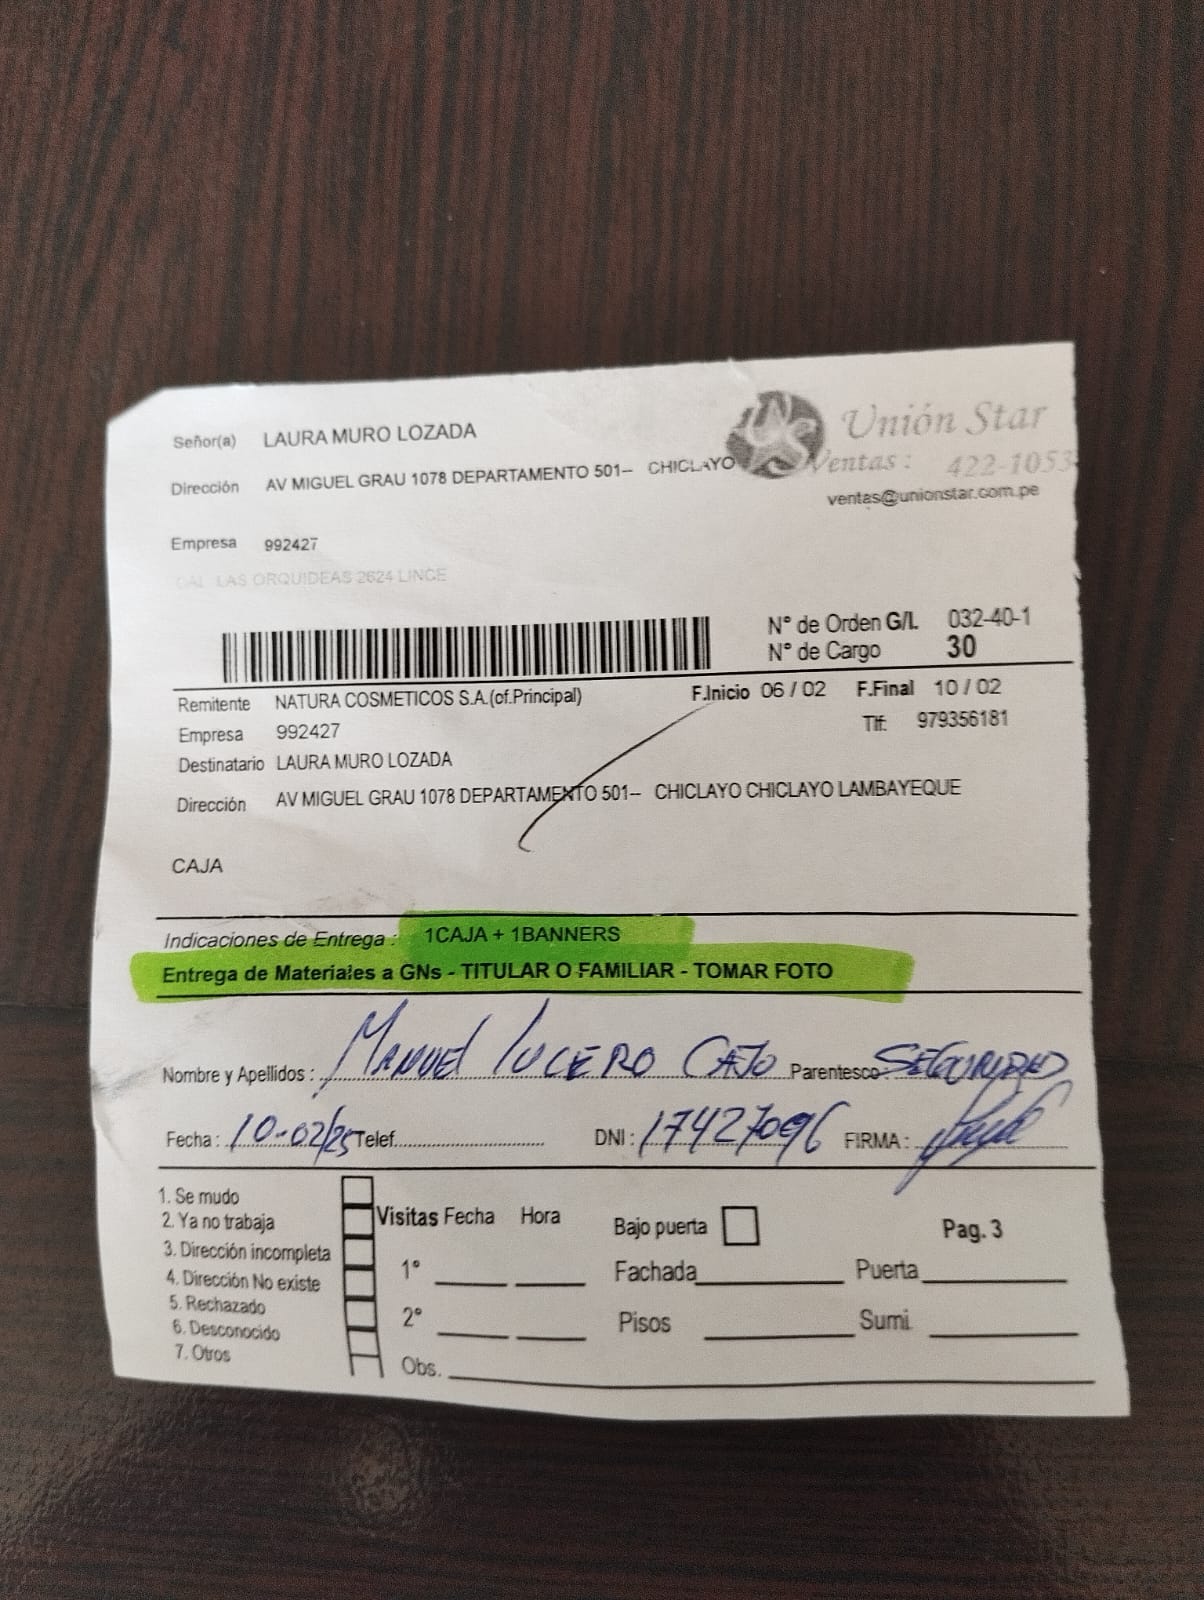 Señor(a) LAURA MURO LOZADA
Unión Star
Dirección AV MIGUEL GRAU 1078 DEPARTAMENTO 501-- CHICLAYO
Ventas: 422-1053
ventas@unionstar.com.pe
Empresa 992427
CAL LAS ORQUIDEAS 2624 LINCE
N° de Orden G/L 032-40-1
N° de Cargo 30
Remitente NATURA COSMETICOS S.A.(of.Principal) F.Inicio 06 / 02 F.Final 10 / 02
Empresa 992427 Tlf: 979356181
Destinatario LAURA MURO LOZADA
Dirección AV MIGUEL GRAU 1078 DEPARTAMENTO 501-- CHICLAYO CHICLAYO LAMBAYEQUE
CAJA
Indicaciones de Entrega : 1CAJA + 1BANNERS
Entrega de Materiales a GNs - TITULAR O FAMILIAR - TOMAR FOTO
Nombre y Apellidos : MANUEL LUCERO CAJO Parentesco SEGURIDAD
Fecha : 10-02/25 Telef. DNI : 17427096 FIRMA :
1. Se mudo
2. Ya no trabaja
3. Dirección incompleta
4. Dirección No existe
5. Rechazado
6. Desconocido
7. Otros
Visitas Fecha Hora
1°
2°
Obs.
Bajo puerta Pag. 3
Fachada Puerta
Pisos Sumi.